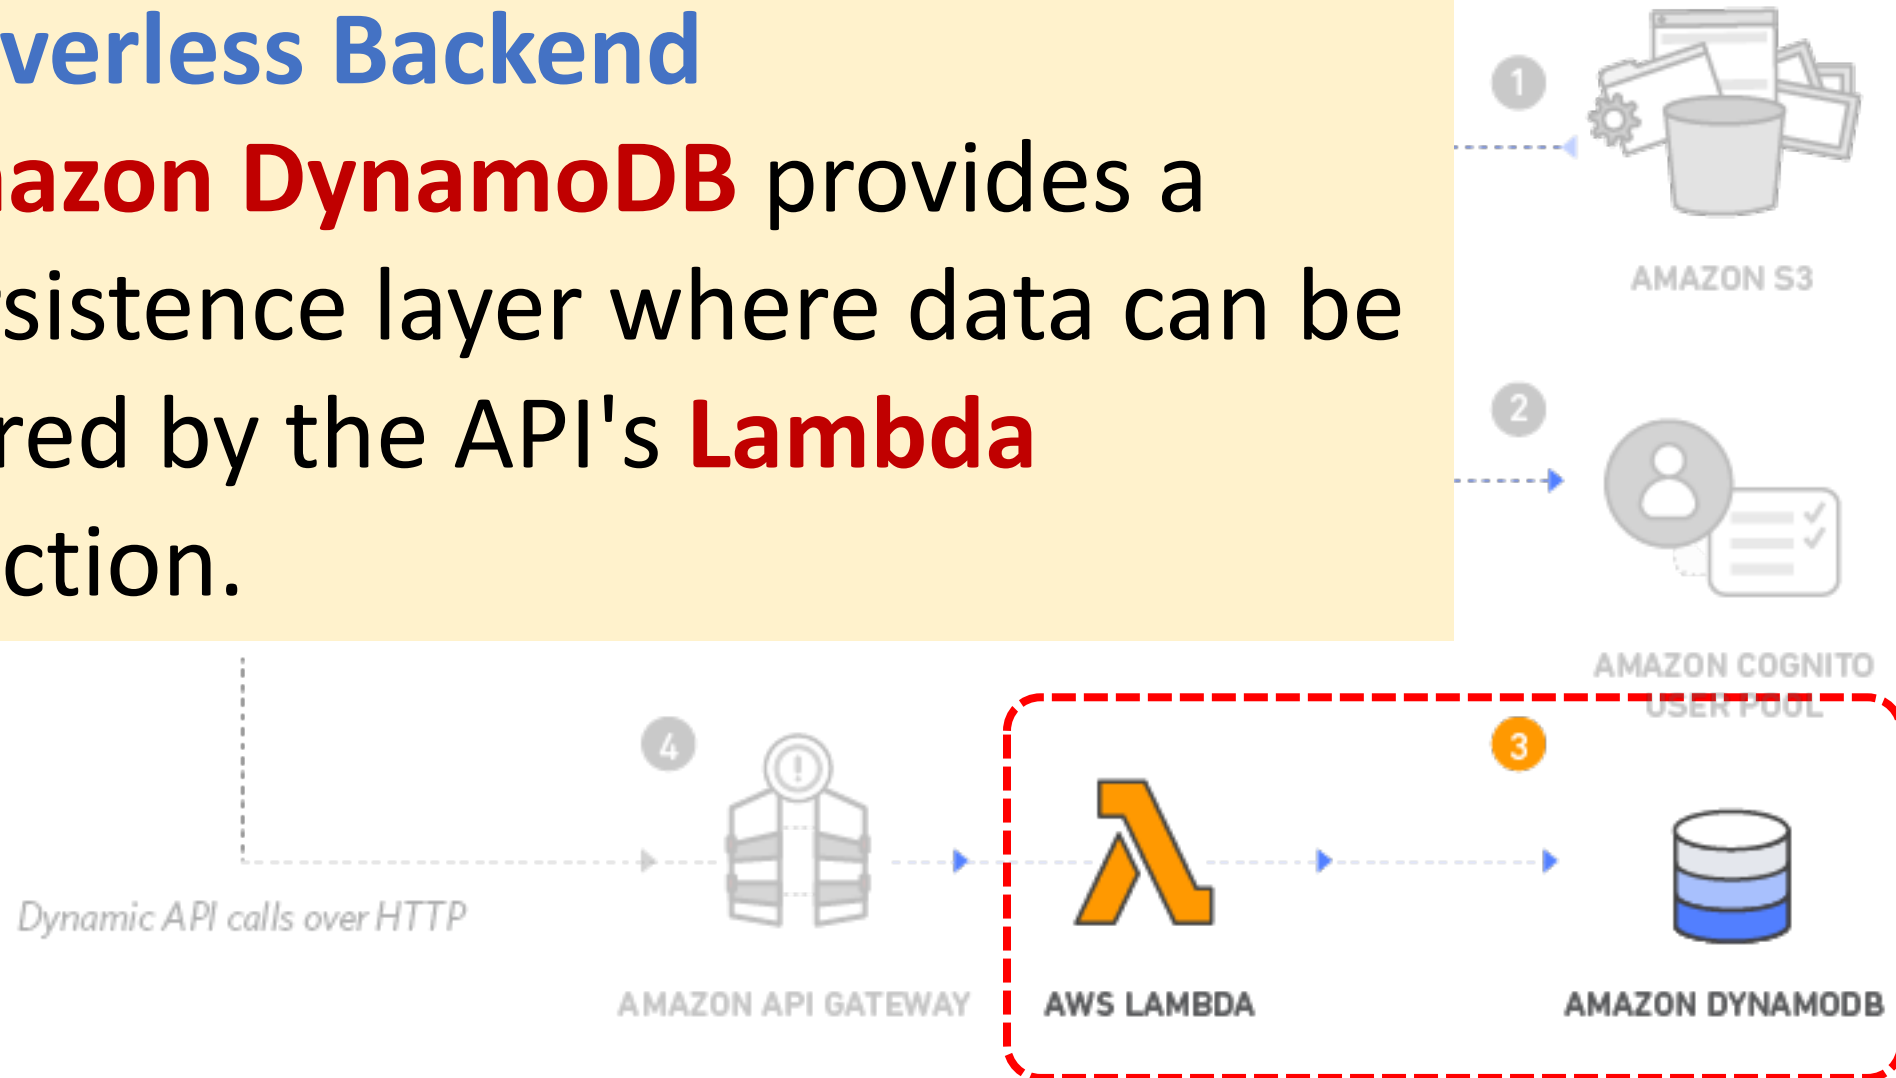 verless Backend
1
azon DynamoDB provides a
sistence layer where data can be
AMAZON S3
red by the API's Lambda
2
ction.
AMAZON COGNITO
USER POOL
4
3
Dynamic API calls over HTTP
AMAZON API GATEWAY
AWS LAMBDA
AMAZON DYNAMODB